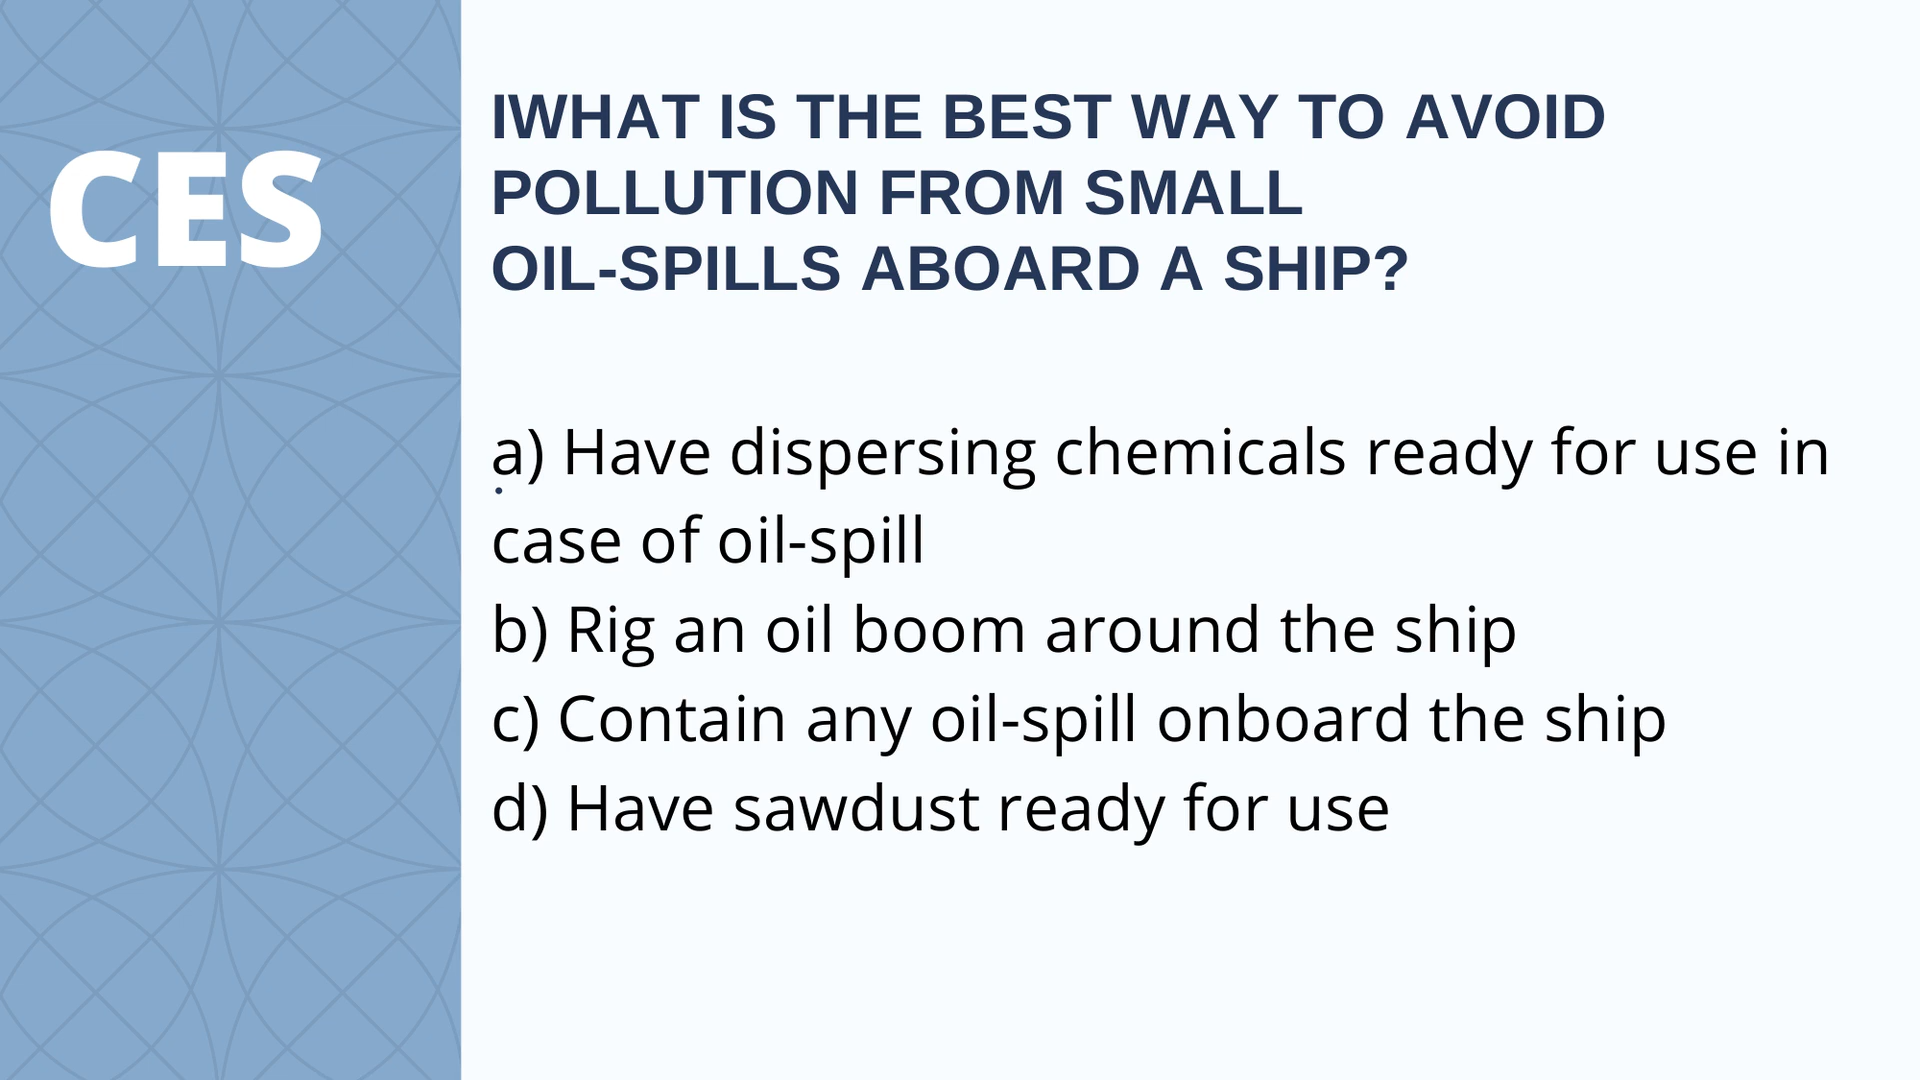 CES
IWHAT IS THE BEST WAY TO AVOID
POLLUTION FROM SMALL
OIL-SPILLS ABOARD A SHIP?
a) Have dispersing chemicals ready for use in
.
case of oil-spill
b) Rig an oil boom around the ship
c) Contain any oil-spill onboard the ship
d) Have sawdust ready for use